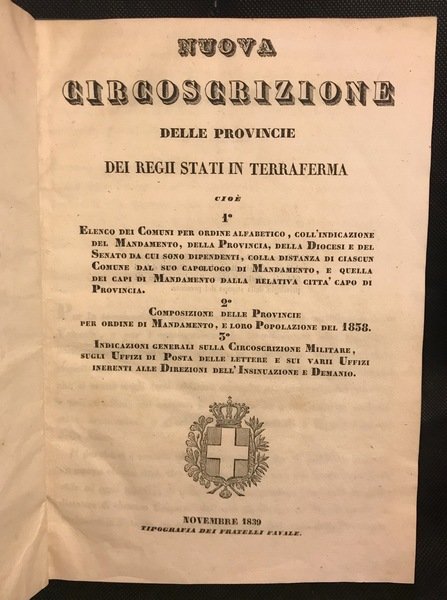 NUOVA
CIRCOSCRIZIONE
DELLE PROVINCIE
DEI REGII STATI IN TERRAFERMA
CIOÈ
1º
ELENCO DEI COMUNI PER ORDINE ALFABETICO, COLL'INDICAZIONE
DEL MANDAMENTO, DELLA PROVINCIA, DELLA DIOCESI E DEL
SENATO DA CUI SONO DIPENDENTI, COLLA DISTANZA DI CIASCUN
COMUNE DAL SUO CAPOLUOGO DI MANDAMENTO, E QUELLA
DEI CAPI DI MANDAMENTO DALLA RELATIVA CITTA' CAPO DI
PROVINCIA.
2º
COMPOSIZIONE DELLE PROVINCIE
PER ORDINE DI MANDAMENTO, E LORO POPOLAZIONE DEL 1838.
3º
INDICAZIONI GENERALI SULLA CIRCOSCRIZIONE MILITARE,
SUGLI UFFIZI DI POSTA DELLE LETTERE E SUI VARII UFFIZI
INERENTI ALLE DIREZIONI DELL'INSINUAZIONE E DEMANIO.
NOVEMBRE 1839
TIPOGRAFIA DEI FRATELLI FAVALE.